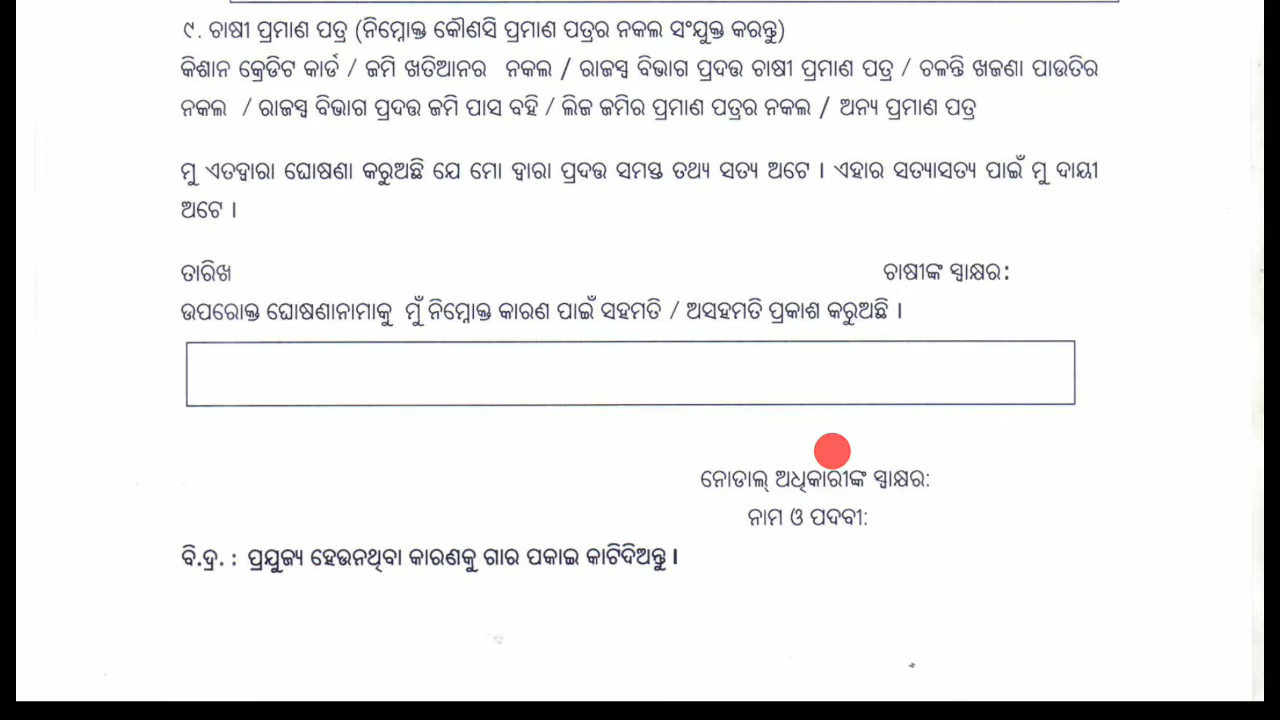 ୯. ଚାଷୀ ପ୍ରମାଣ ପତ୍ର (ନିମ୍ନୋକ୍ତ କୌଣସି ପ୍ରମାଣ ପତ୍ରର ନକଲ ସଂଯୁକ୍ତ କରନ୍ତୁ)
କିଶାନ କ୍ରେଡିଟ କାର୍ଡ / ଜମି ଖତିଆନର ନକଲ / ରାଜସ୍ୱ ବିଭାଗ ପ୍ରଦତ୍ତ ଚାଷୀ ପ୍ରମାଣ ପତ୍ର / ଚଳନ୍ତି ଖଜଣା ପାଉତିର
ନକଲ / ରାଜସ୍ୱ ବିଭାଗ ପ୍ରଦତ୍ତ ଜମି ପାସ ବହି / ଲିଜ ଜମିର ପ୍ରମାଣ ପତ୍ରର ନକଲ / ଅନ୍ୟ ପ୍ରମାଣ ପତ୍ର
ମୁ ଏତଦ୍ୱାରା ଘୋଷଣା କରୁଅଛି ଯେ ମୋ ଦ୍ୱାରା ପ୍ରଦତ୍ତ ସମସ୍ତ ତଥ୍ୟ ସତ୍ୟ ଅଟେ । ଏହାର ସତ୍ୟାସତ୍ୟ ପାଇଁ ମୁ ଦାୟୀ
ଅଟେ ।
ତାରିଖ ଚାଷୀଙ୍କ ସ୍ୱାକ୍ଷର:
ଉପରୋକ୍ତ ଘୋଷଣାନାମାକୁ ମୁଁ ନିମ୍ନୋକ୍ତ କାରଣ ପାଇଁ ସହମତି / ଅସହମତି ପ୍ରକାଶ କରୁଅଛି ।
ନୋଡାଲ୍ ଅଧିକାରୀଙ୍କ ସ୍ୱାକ୍ଷର:
ନାମ ଓ ପଦବୀ:
ବି.ଦ୍ର. : ପ୍ରଯୁଜ୍ୟ ହେଉନଥିବା କାରଣକୁ ଗାର ପକାଇ କାଟିଦିଅନ୍ତୁ ।